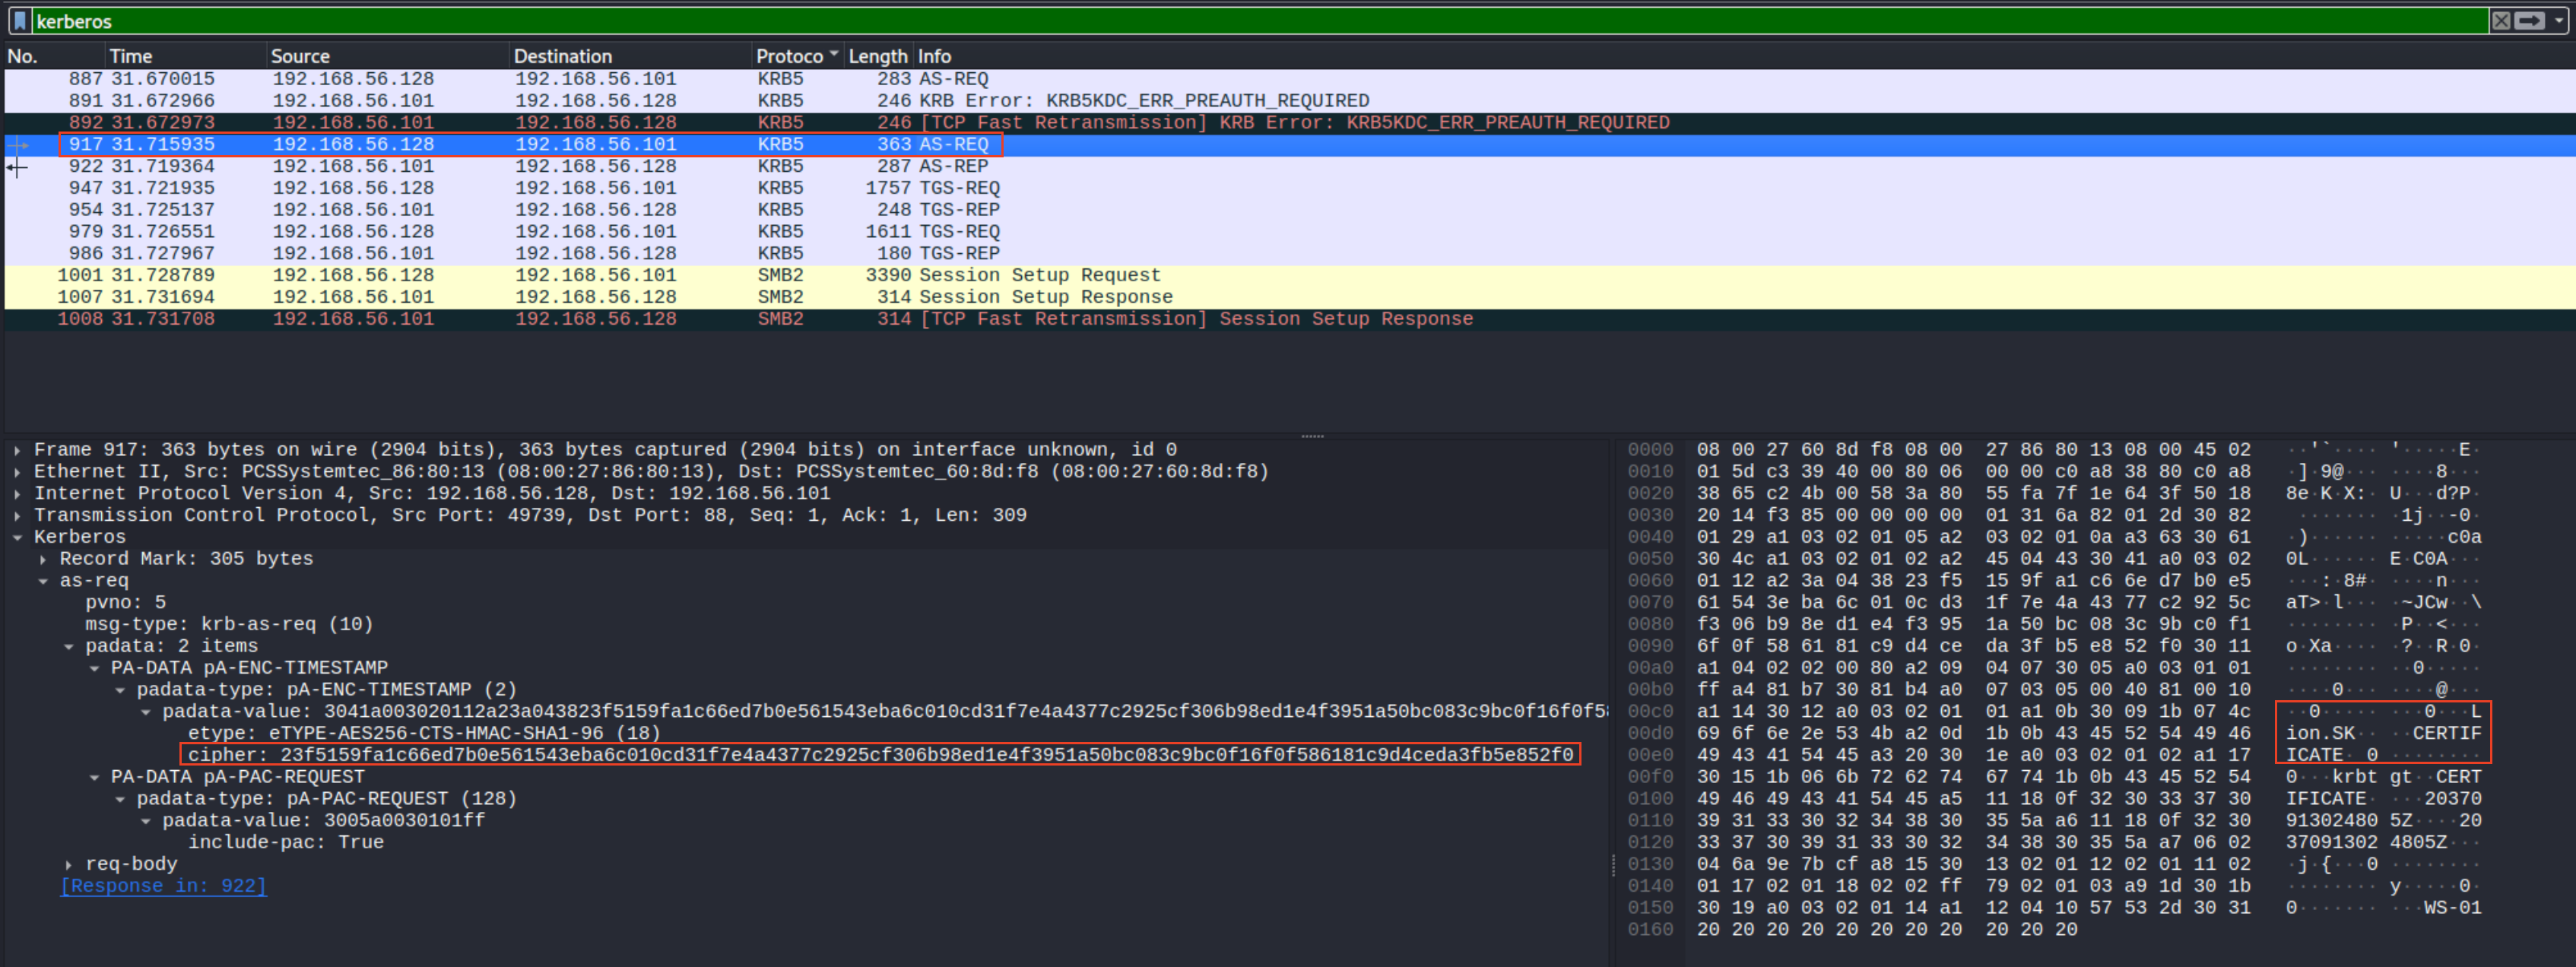 kerberos
No. Time Source Destination Protoco Length Info
887 31.670015 192.168.56.128 192.168.56.101 KRB5 283 AS-REQ
891 31.672966 192.168.56.101 192.168.56.128 KRB5 246 KRB Error: KRB5KDC_ERR_PREAUTH_REQUIRED
892 31.672973 192.168.56.101 192.168.56.128 KRB5 246 [TCP Fast Retransmission] KRB Error: KRB5KDC_ERR_PREAUTH_REQUIRED
917 31.715935 192.168.56.128 192.168.56.101 KRB5 363 AS-REQ
922 31.719364 192.168.56.101 192.168.56.128 KRB5 287 AS-REP
947 31.721935 192.168.56.128 192.168.56.101 KRB5 1757 TGS-REQ
954 31.725137 192.168.56.101 192.168.56.128 KRB5 248 TGS-REP
979 31.726551 192.168.56.128 192.168.56.101 KRB5 1611 TGS-REQ
986 31.727967 192.168.56.101 192.168.56.128 KRB5 180 TGS-REP
1001 31.728789 192.168.56.128 192.168.56.101 SMB2 3390 Session Setup Request
1007 31.731694 192.168.56.101 192.168.56.128 SMB2 314 Session Setup Response
1008 31.731708 192.168.56.101 192.168.56.128 SMB2 314 [TCP Fast Retransmission] Session Setup Response
Frame 917: 363 bytes on wire (2904 bits), 363 bytes captured (2904 bits) on interface unknown, id 0
Ethernet II, Src: PCSSystemtec_86:80:13 (08:00:27:86:80:13), Dst: PCSSystemtec_60:8d:f8 (08:00:27:60:8d:f8)
Internet Protocol Version 4, Src: 192.168.56.128, Dst: 192.168.56.101
Transmission Control Protocol, Src Port: 49739, Dst Port: 88, Seq: 1, Ack: 1, Len: 309
Kerberos
Record Mark: 305 bytes
as-req
pvno: 5
msg-type: krb-as-req (10)
padata: 2 items
PA-DATA pA-ENC-TIMESTAMP
padata-type: pA-ENC-TIMESTAMP (2)
padata-value: 3041a003020112a23a043823f5159fa1c66ed7b0e561543eba6c010cd31f7e4a4377c2925cf306b98ed1e4f3951a50bc083c9bc0f16f0f58
etype: eTYPE-AES256-CTS-HMAC-SHA1-96 (18)
cipher: 23f5159fa1c66ed7b0e561543eba6c010cd31f7e4a4377c2925cf306b98ed1e4f3951a50bc083c9bc0f16f0f586181c9d4ceda3fb5e852f0
PA-DATA pA-PAC-REQUEST
padata-type: pA-PAC-REQUEST (128)
padata-value: 3005a0030101ff
include-pac: True
req-body
[Response in: 922]
0000 08 00 27 60 8d f8 08 00 27 86 80 13 08 00 45 02 ··'`···· '·····E·
0010 01 5d c3 39 40 00 80 06 00 00 c0 a8 38 80 c0 a8 ·]·9@··· ····8···
0020 38 65 c2 4b 00 58 3a 80 55 fa 7f 1e 64 3f 50 18 8e·K·X:· U···d?P·
0030 20 14 f3 85 00 00 00 00 01 31 6a 82 01 2d 30 82 ······· ·1j··-0·
0040 01 29 a1 03 02 01 05 a2 03 02 01 0a a3 63 30 61 ·)······ ·····c0a
0050 30 4c a1 03 02 01 02 a2 45 04 43 30 41 a0 03 02 0L······ E·C0A···
0060 01 12 a2 3a 04 38 23 f5 15 9f a1 c6 6e d7 b0 e5 ···:·8#· ····n···
0070 61 54 3e ba 6c 01 0c d3 1f 7e 4a 43 77 c2 92 5c aT>·l··· ·~JCw··\
0080 f3 06 b9 8e d1 e4 f3 95 1a 50 bc 08 3c 9b c0 f1 ········ ·P··<···
0090 6f 0f 58 61 81 c9 d4 ce da 3f b5 e8 52 f0 30 11 o·Xa···· ·?··R·0·
00a0 a1 04 02 02 00 80 a2 09 04 07 30 05 a0 03 01 01 ········ ··0·····
00b0 ff a4 81 b7 30 81 b4 a0 07 03 05 00 40 81 00 10 ····0··· ····@···
00c0 a1 14 30 12 a0 03 02 01 01 a1 0b 30 09 1b 07 4c ··0····· ···0···L
00d0 69 6f 6e 2e 53 4b a2 0d 1b 0b 43 45 52 54 49 46 ion.SK·· ··CERTIF
00e0 49 43 41 54 45 a3 20 30 1e a0 03 02 01 02 a1 17 ICATE· 0 ········
00f0 30 15 1b 06 6b 72 62 74 67 74 1b 0b 43 45 52 54 0···krbt gt··CERT
0100 49 46 49 43 41 54 45 a5 11 18 0f 32 30 33 37 30 IFICATE· ···20370
0110 39 31 33 30 32 34 38 30 35 5a a6 11 18 0f 32 30 91302480 5Z····20
0120 33 37 30 39 31 33 30 32 34 38 30 35 5a a7 06 02 37091302 4805Z···
0130 04 6a 9e 7b cf a8 15 30 13 02 01 12 02 01 11 02 ·j·{···0 ········
0140 01 17 02 01 18 02 02 ff 79 02 01 03 a9 1d 30 1b ········ y·····0·
0150 30 19 a0 03 02 01 14 a1 12 04 10 57 53 2d 30 31 0······· ···WS-01
0160 20 20 20 20 20 20 20 20 20 20 20